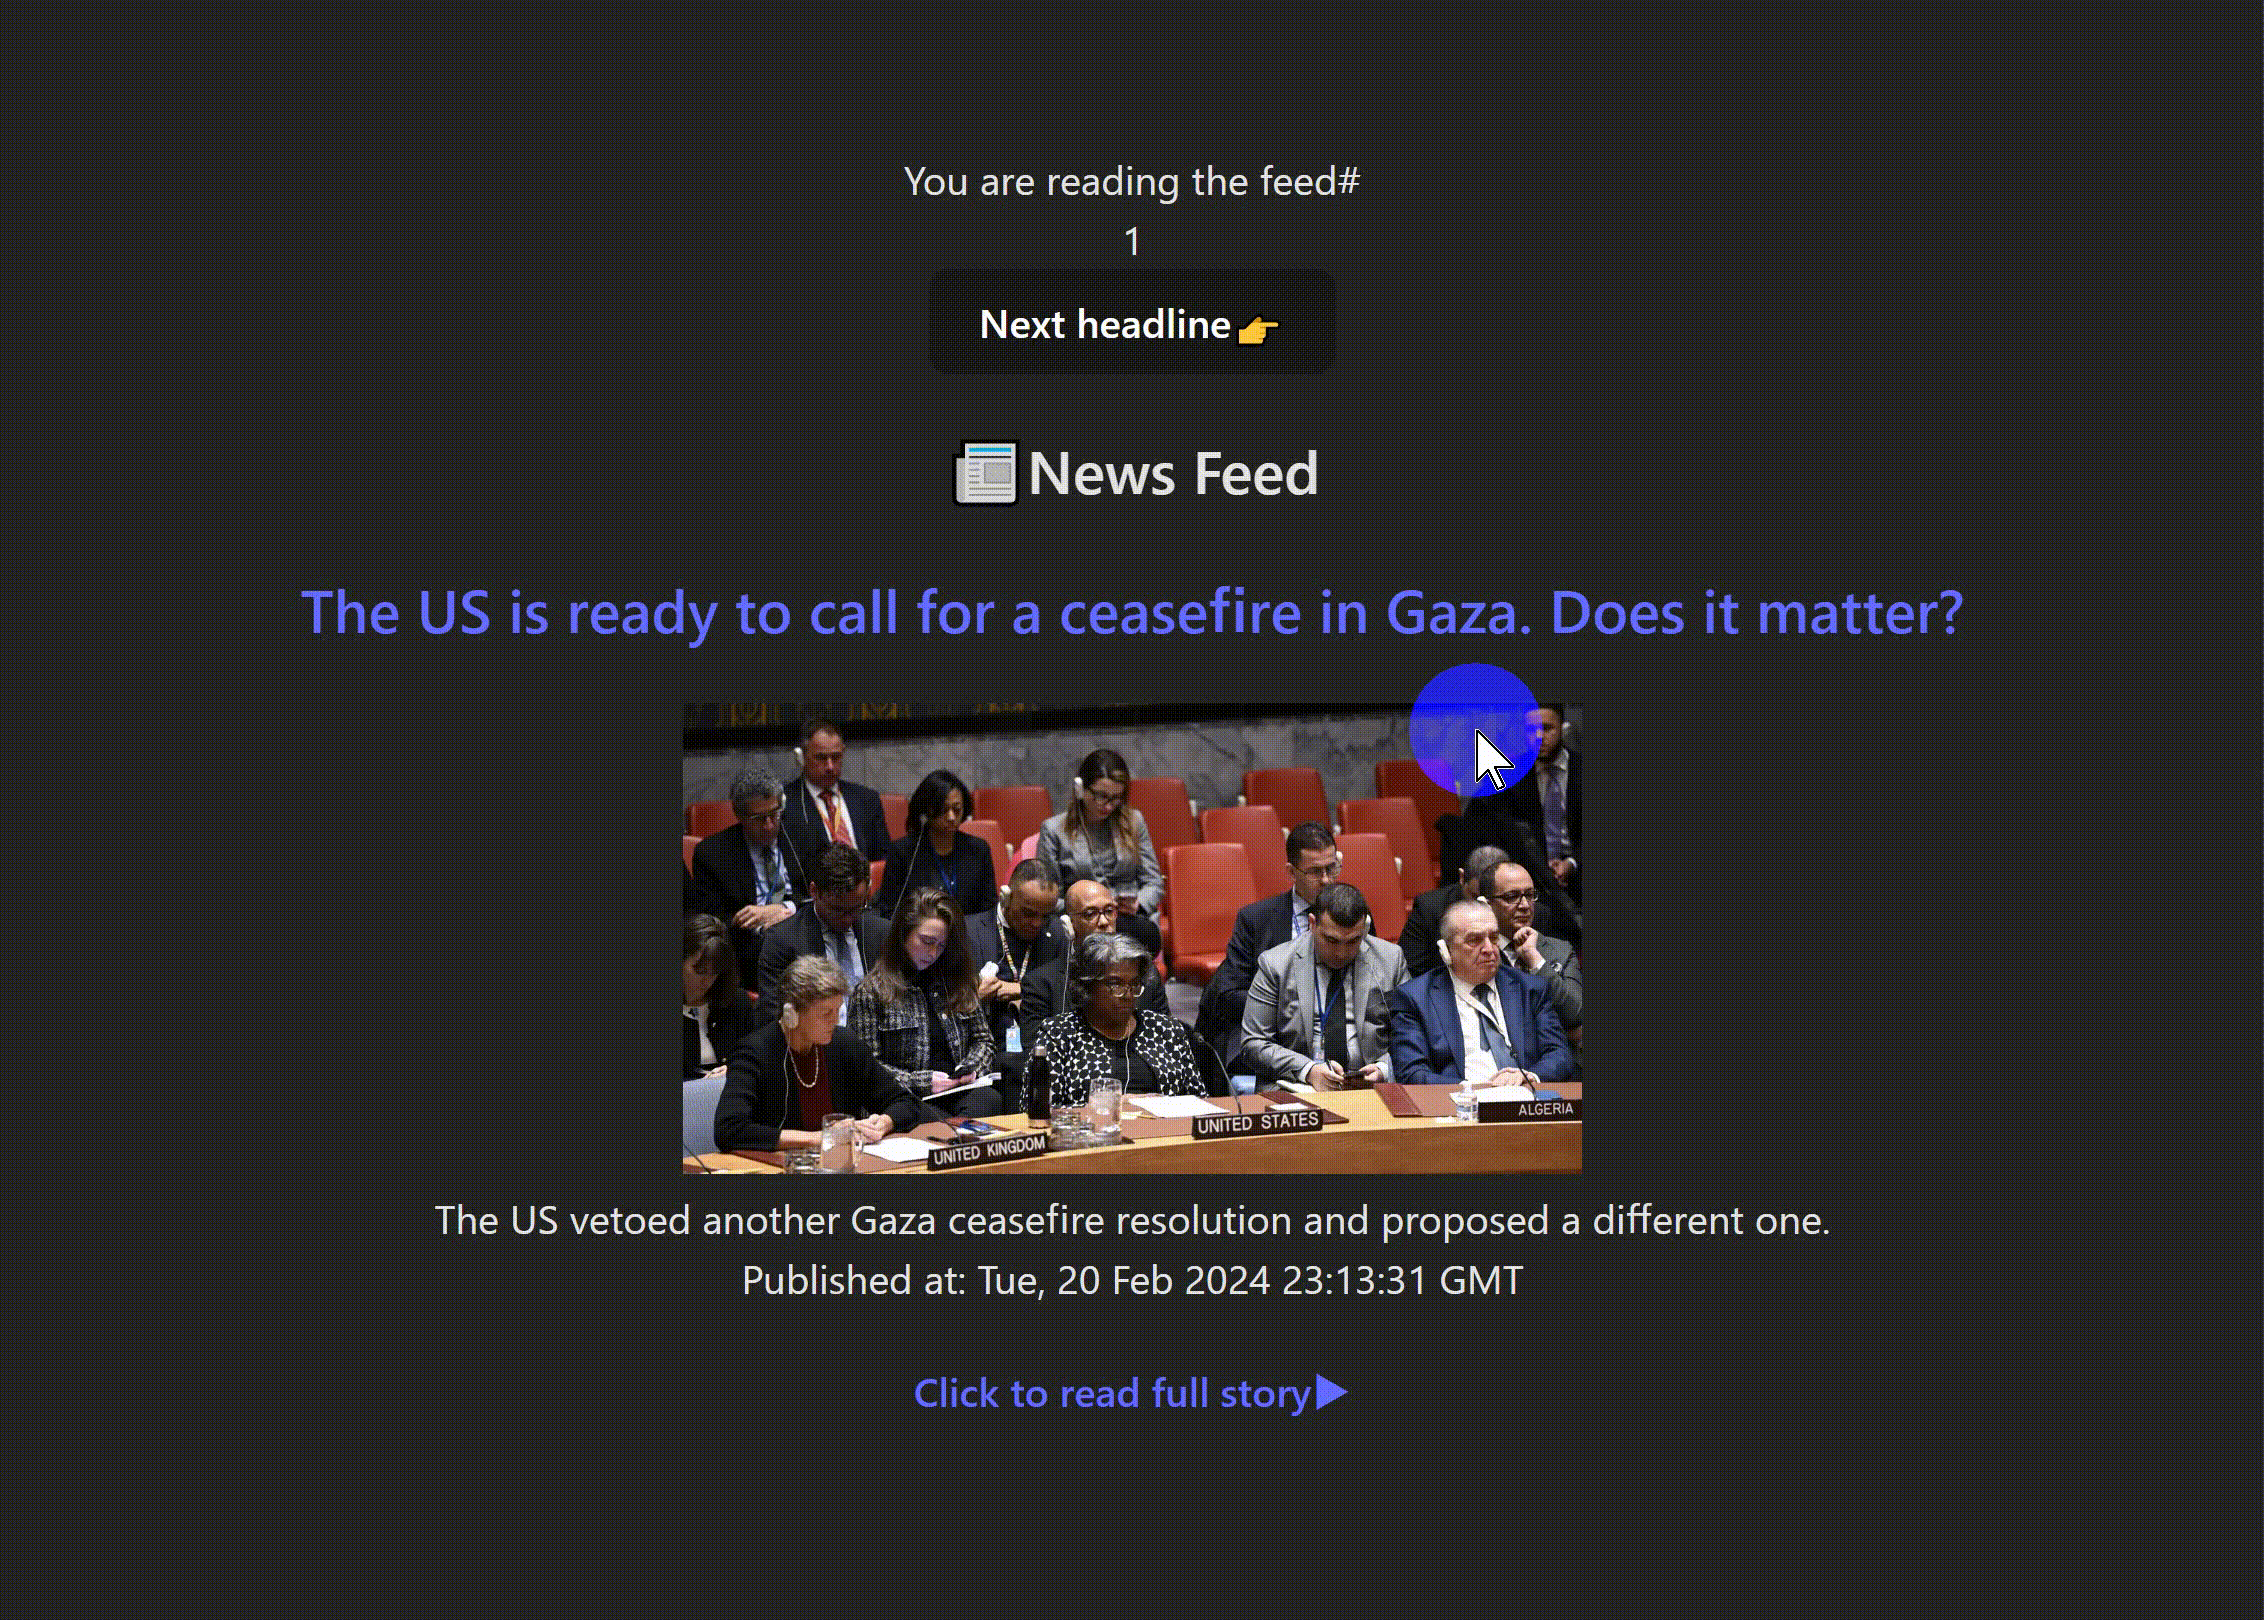 You are reading the feed#
1
Next headline👉
📰News Feed
The US is ready to call for a ceasefire in Gaza. Does it matter?
UNITED KINGDOM
UNITED STATES
ALGERIA
The US vetoed another Gaza ceasefire resolution and proposed a different one.
Published at: Tue, 20 Feb 2024 23:13:31 GMT
Click to read full story▶